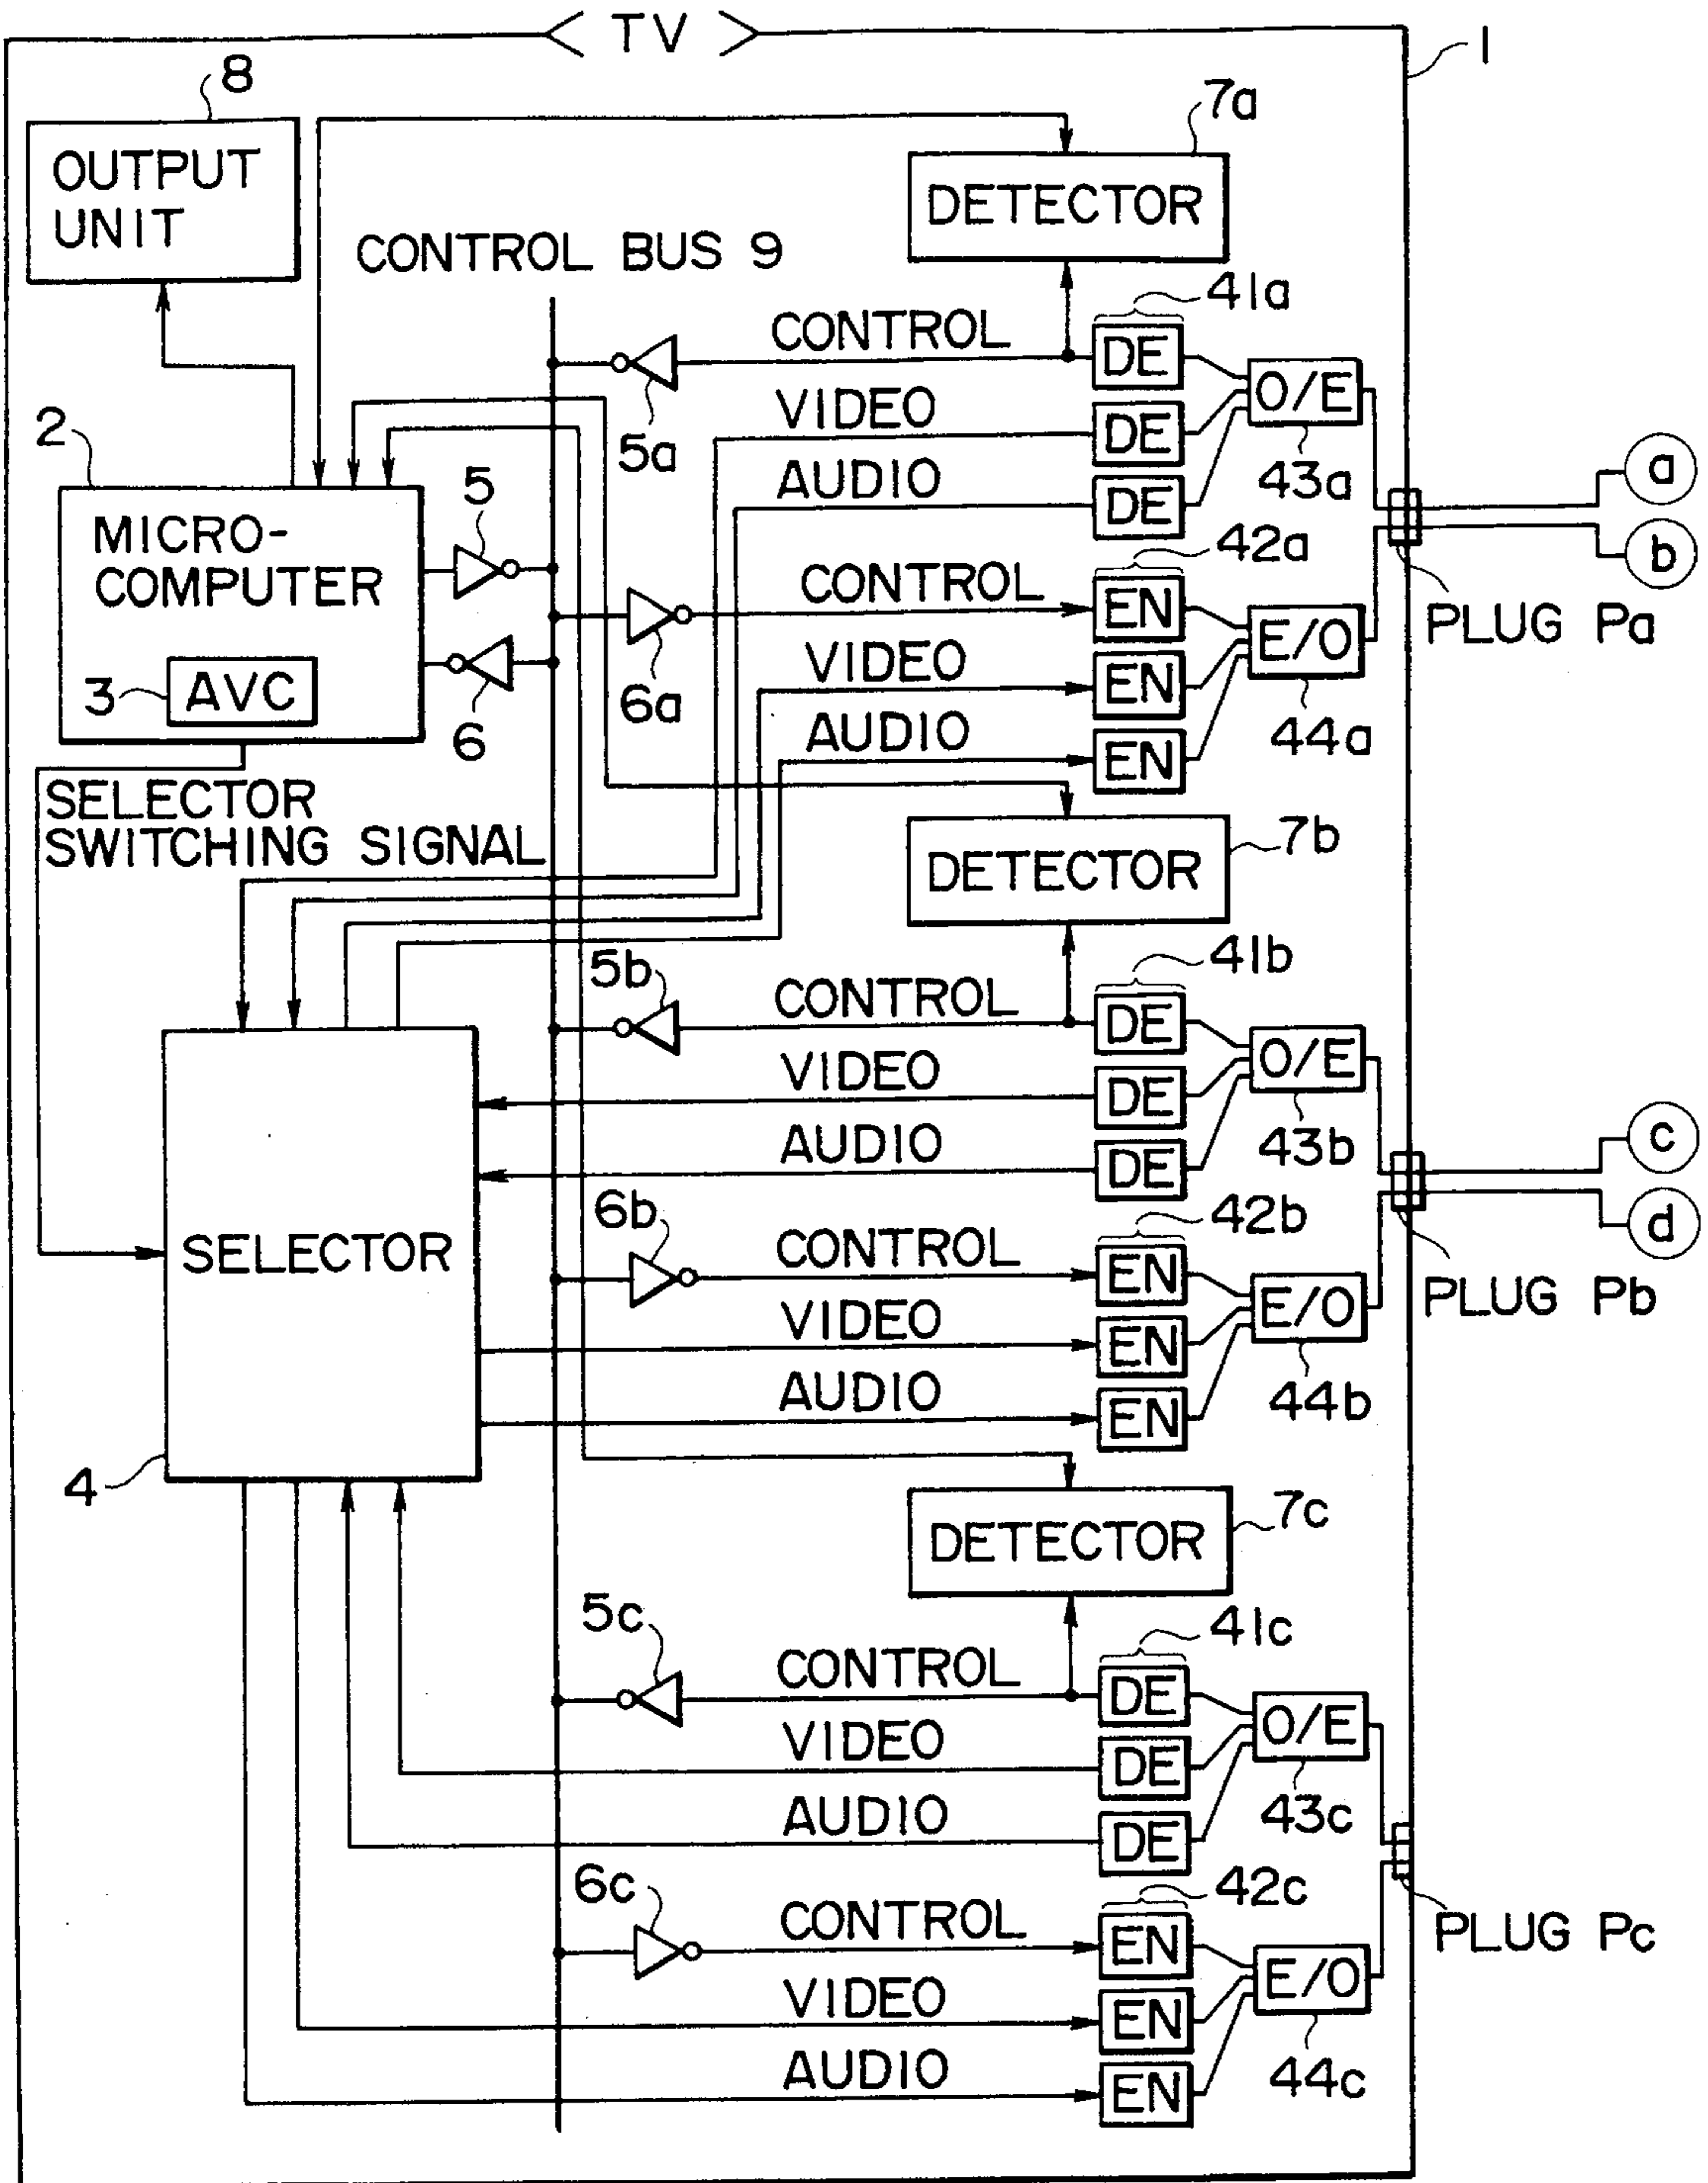 < TV >
1
8
OUTPUT
UNIT
7a
DETECTOR
CONTROL BUS 9
41a
CONTROL
DE
O/E
5a
VIDEO
DE
43a
a
AUDIO
DE
2
MICRO-
COMPUTER
5
42a
b
CONTROL
EN
E/O
PLUG Pa
3
AVC
6
6a
VIDEO
EN
44a
AUDIO
EN
SELECTOR
SWITCHING SIGNAL
7b
DETECTOR
5b
41b
CONTROL
DE
O/E
VIDEO
DE
43b
c
AUDIO
DE
6b
42b
d
SELECTOR
CONTROL
EN
E/O
PLUG Pb
VIDEO
EN
44b
AUDIO
EN
4
7c
DETECTOR
5c
41c
CONTROL
DE
O/E
VIDEO
DE
43c
AUDIO
DE
6c
42c
CONTROL
EN
E/O
PLUG Pc
VIDEO
EN
44c
AUDIO
EN